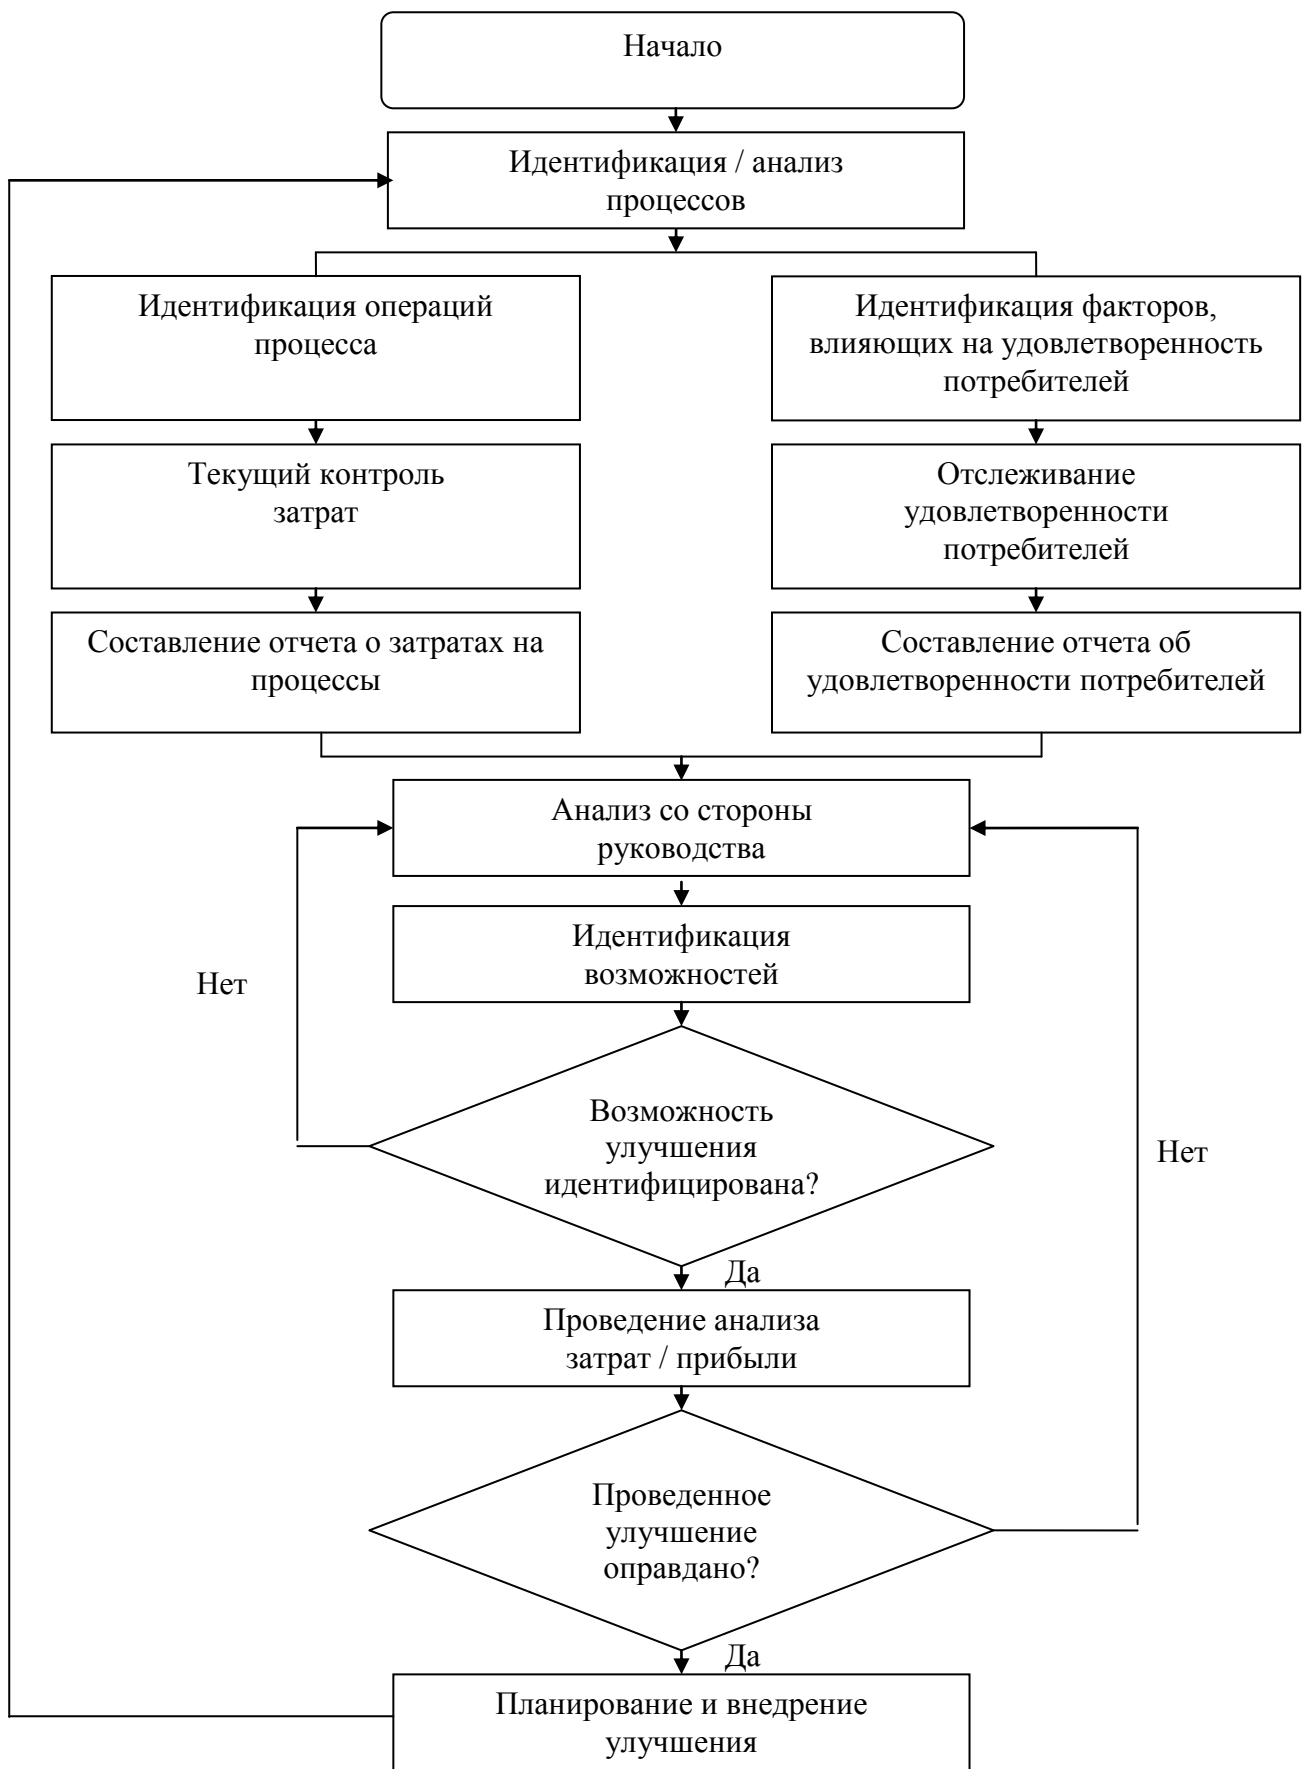 Начало
Идентификация / анализ
процессов
Идентификация операций
процесса
Идентификация факторов,
влияющих на удовлетворенность
потребителей
Текущий контроль
затрат
Отслеживание
удовлетворенности
потребителей
Составление отчета о затратах на
процессы
Составление отчета об
удовлетворенности потребителей
Анализ со стороны
руководства
Идентификация
возможностей
Нет
Возможность
улучшения
идентифицирована?
Нет
Да
Проведение анализа
затрат / прибыли
Проведенное
улучшение
оправдано?
Да
Планирование и внедрение
улучшения